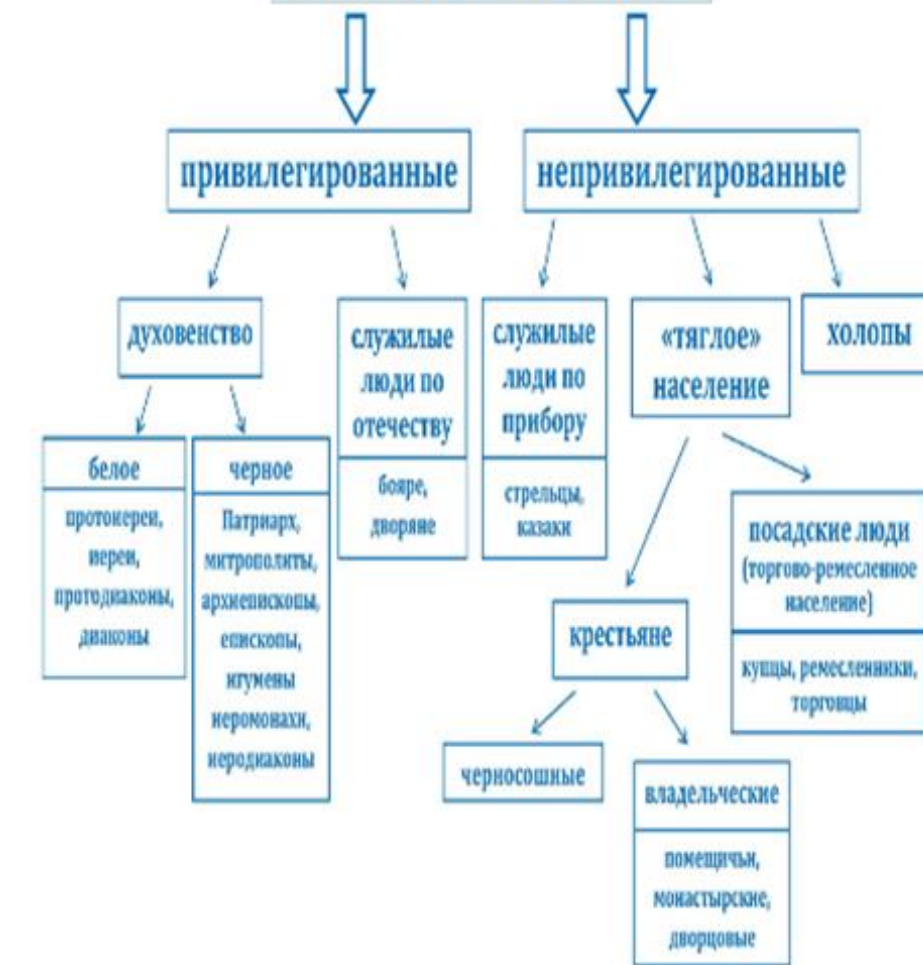 привилегированные
непривилегированные
духовенство
белое
протоиереи,
иереи,
протодиаконы,
диаконы
черное
Патриарх,
митрополиты,
архиепископы,
епископы,
игумены
иеромонахи,
иеродиаконы
служилые
люди по
отечеству
бояре,
дворяне
служилые
люди по
прибору
стрельцы,
казаки
«тяглое»
население
холопы
посадские люди
(торгово-ремесленное
население)
купцы, ремесленники,
торговцы
крестьяне
черносошные
владельческие
помещичьи,
монастырские,
дворцовые